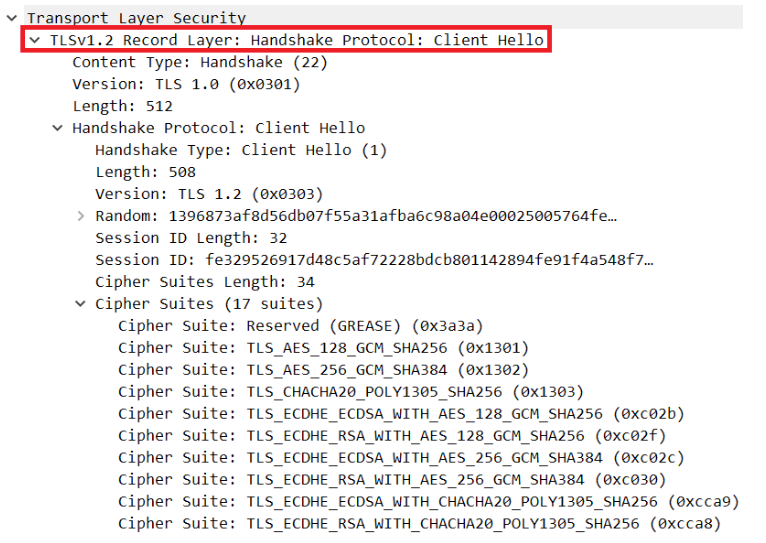 Transport Layer Security
TLSv1.2 Record Layer: Handshake Protocol: Client Hello
Content Type: Handshake (22)
Version: TLS 1.0 (0x0301)
Length: 512
Handshake Protocol: Client Hello
Handshake Type: Client Hello (1)
Length: 508
Version: TLS 1.2 (0x0303)
Random: 1396873af8d56db07f55a31afba6c98a04e00025005764fe…
Session ID Length: 32
Session ID: fe329526917d48c5af72228bdcb801142894fe91f4a548f7…
Cipher Suites Length: 34
Cipher Suites (17 suites)
Cipher Suite: Reserved (GREASE) (0x3a3a)
Cipher Suite: TLS_AES_128_GCM_SHA256 (0x1301)
Cipher Suite: TLS_AES_256_GCM_SHA384 (0x1302)
Cipher Suite: TLS_CHACHA20_POLY1305_SHA256 (0x1303)
Cipher Suite: TLS_ECDHE_ECDSA_WITH_AES_128_GCM_SHA256 (0xc02b)
Cipher Suite: TLS_ECDHE_RSA_WITH_AES_128_GCM_SHA256 (0xc02f)
Cipher Suite: TLS_ECDHE_ECDSA_WITH_AES_256_GCM_SHA384 (0xc02c)
Cipher Suite: TLS_ECDHE_RSA_WITH_AES_256_GCM_SHA384 (0xc030)
Cipher Suite: TLS_ECDHE_ECDSA_WITH_CHACHA20_POLY1305_SHA256 (0xcca9)
Cipher Suite: TLS_ECDHE_RSA_WITH_CHACHA20_POLY1305_SHA256 (0xcca8)